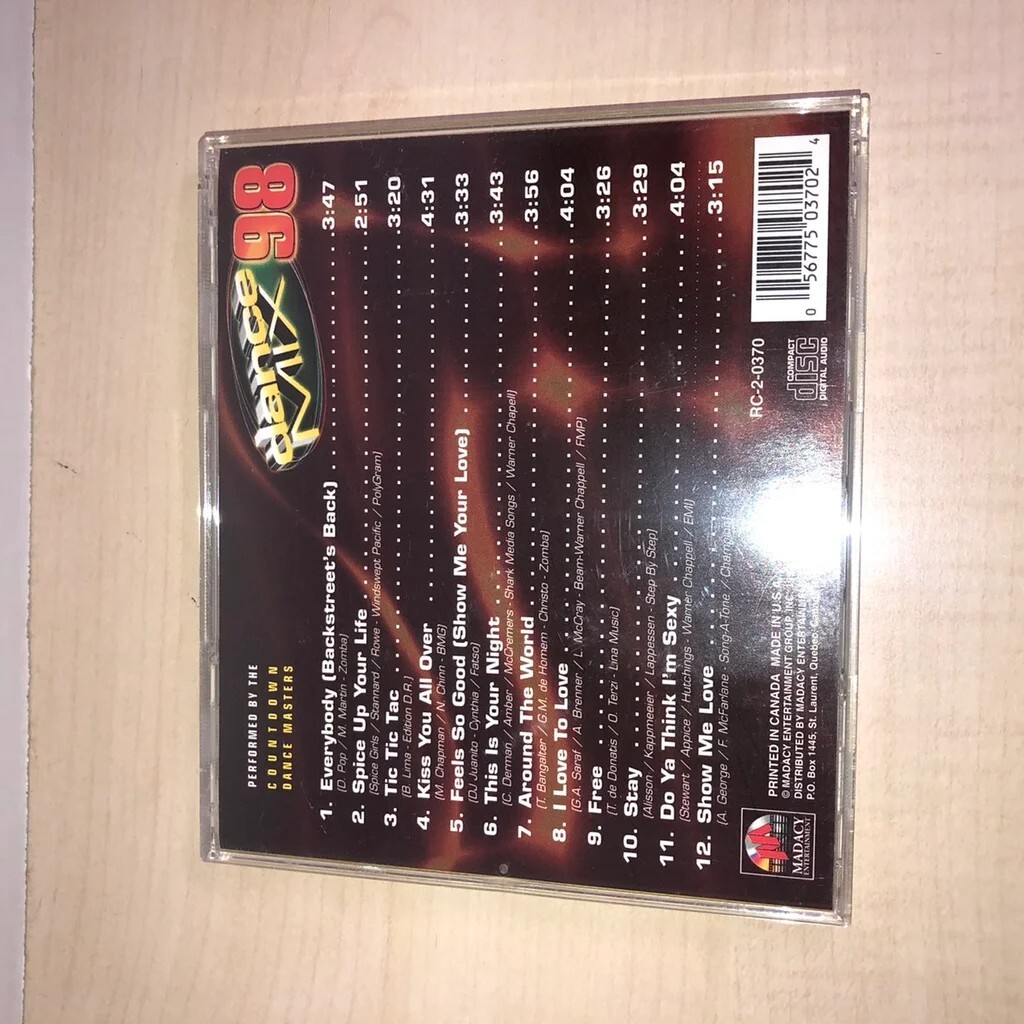 PERFORMED BY THE
COUNTDOWN
DANCE MASTERS
dance
MIX
98
1. Everybody (Backstreet's Back) 3:47
(D. Pop / M. Martin - Zomba)
2. Spice Up Your Life 2:51
(Spice Girls / Stannard / Rowe - Windswept Pacific / PolyGram)
3. Tic Tic Tac 3:20
(B. Lima - Edition D.R.)
4. Kiss You All Over 4:31
(M. Chapman / N. Chinn - BMG)
5. Feels So Good (Show Me Your Love) 3:33
(DJ Juanito - Cynthia / Fatso)
6. This Is Your Night 3:43
(C. Derman / Amber / McCremers - Shark Media Songs / Warner Chapell)
7. Around The World 3:56
(T. Bangalter / G.M. de Homem - Christo - Zomba)
8. I Love To Love 4:04
(G.A. Saraf / A. Brenner / L. McCray - Beam-Warner Chappell / FMP)
9. Free 3:26
(T. de Donatis / O. Terzi - Lina Music)
10. Stay 3:29
(Alisson / Kappmeier / Lappessen - Step By Step)
11. Do Ya Think I'm Sexy 4:04
(Stewart / Appice / Hutchings - Warner Chappell / EMI)
12. Show Me Love 3:15
(A. George / F. McFarlane - Song-A-Tone / Champion)
MADACY
ENTERTAINMENT
PRINTED IN CANADA MADE IN U.S.A.
© MADACY ENTERTAINMENT GROUP, INC.
DISTRIBUTED BY MADACY ENTERTAINMENT
P.O. Box 1445, St. Laurent, Quebec,
RC-2-0370
COMPACT
disc
DIGITAL AUDIO
0 56775 03702 4